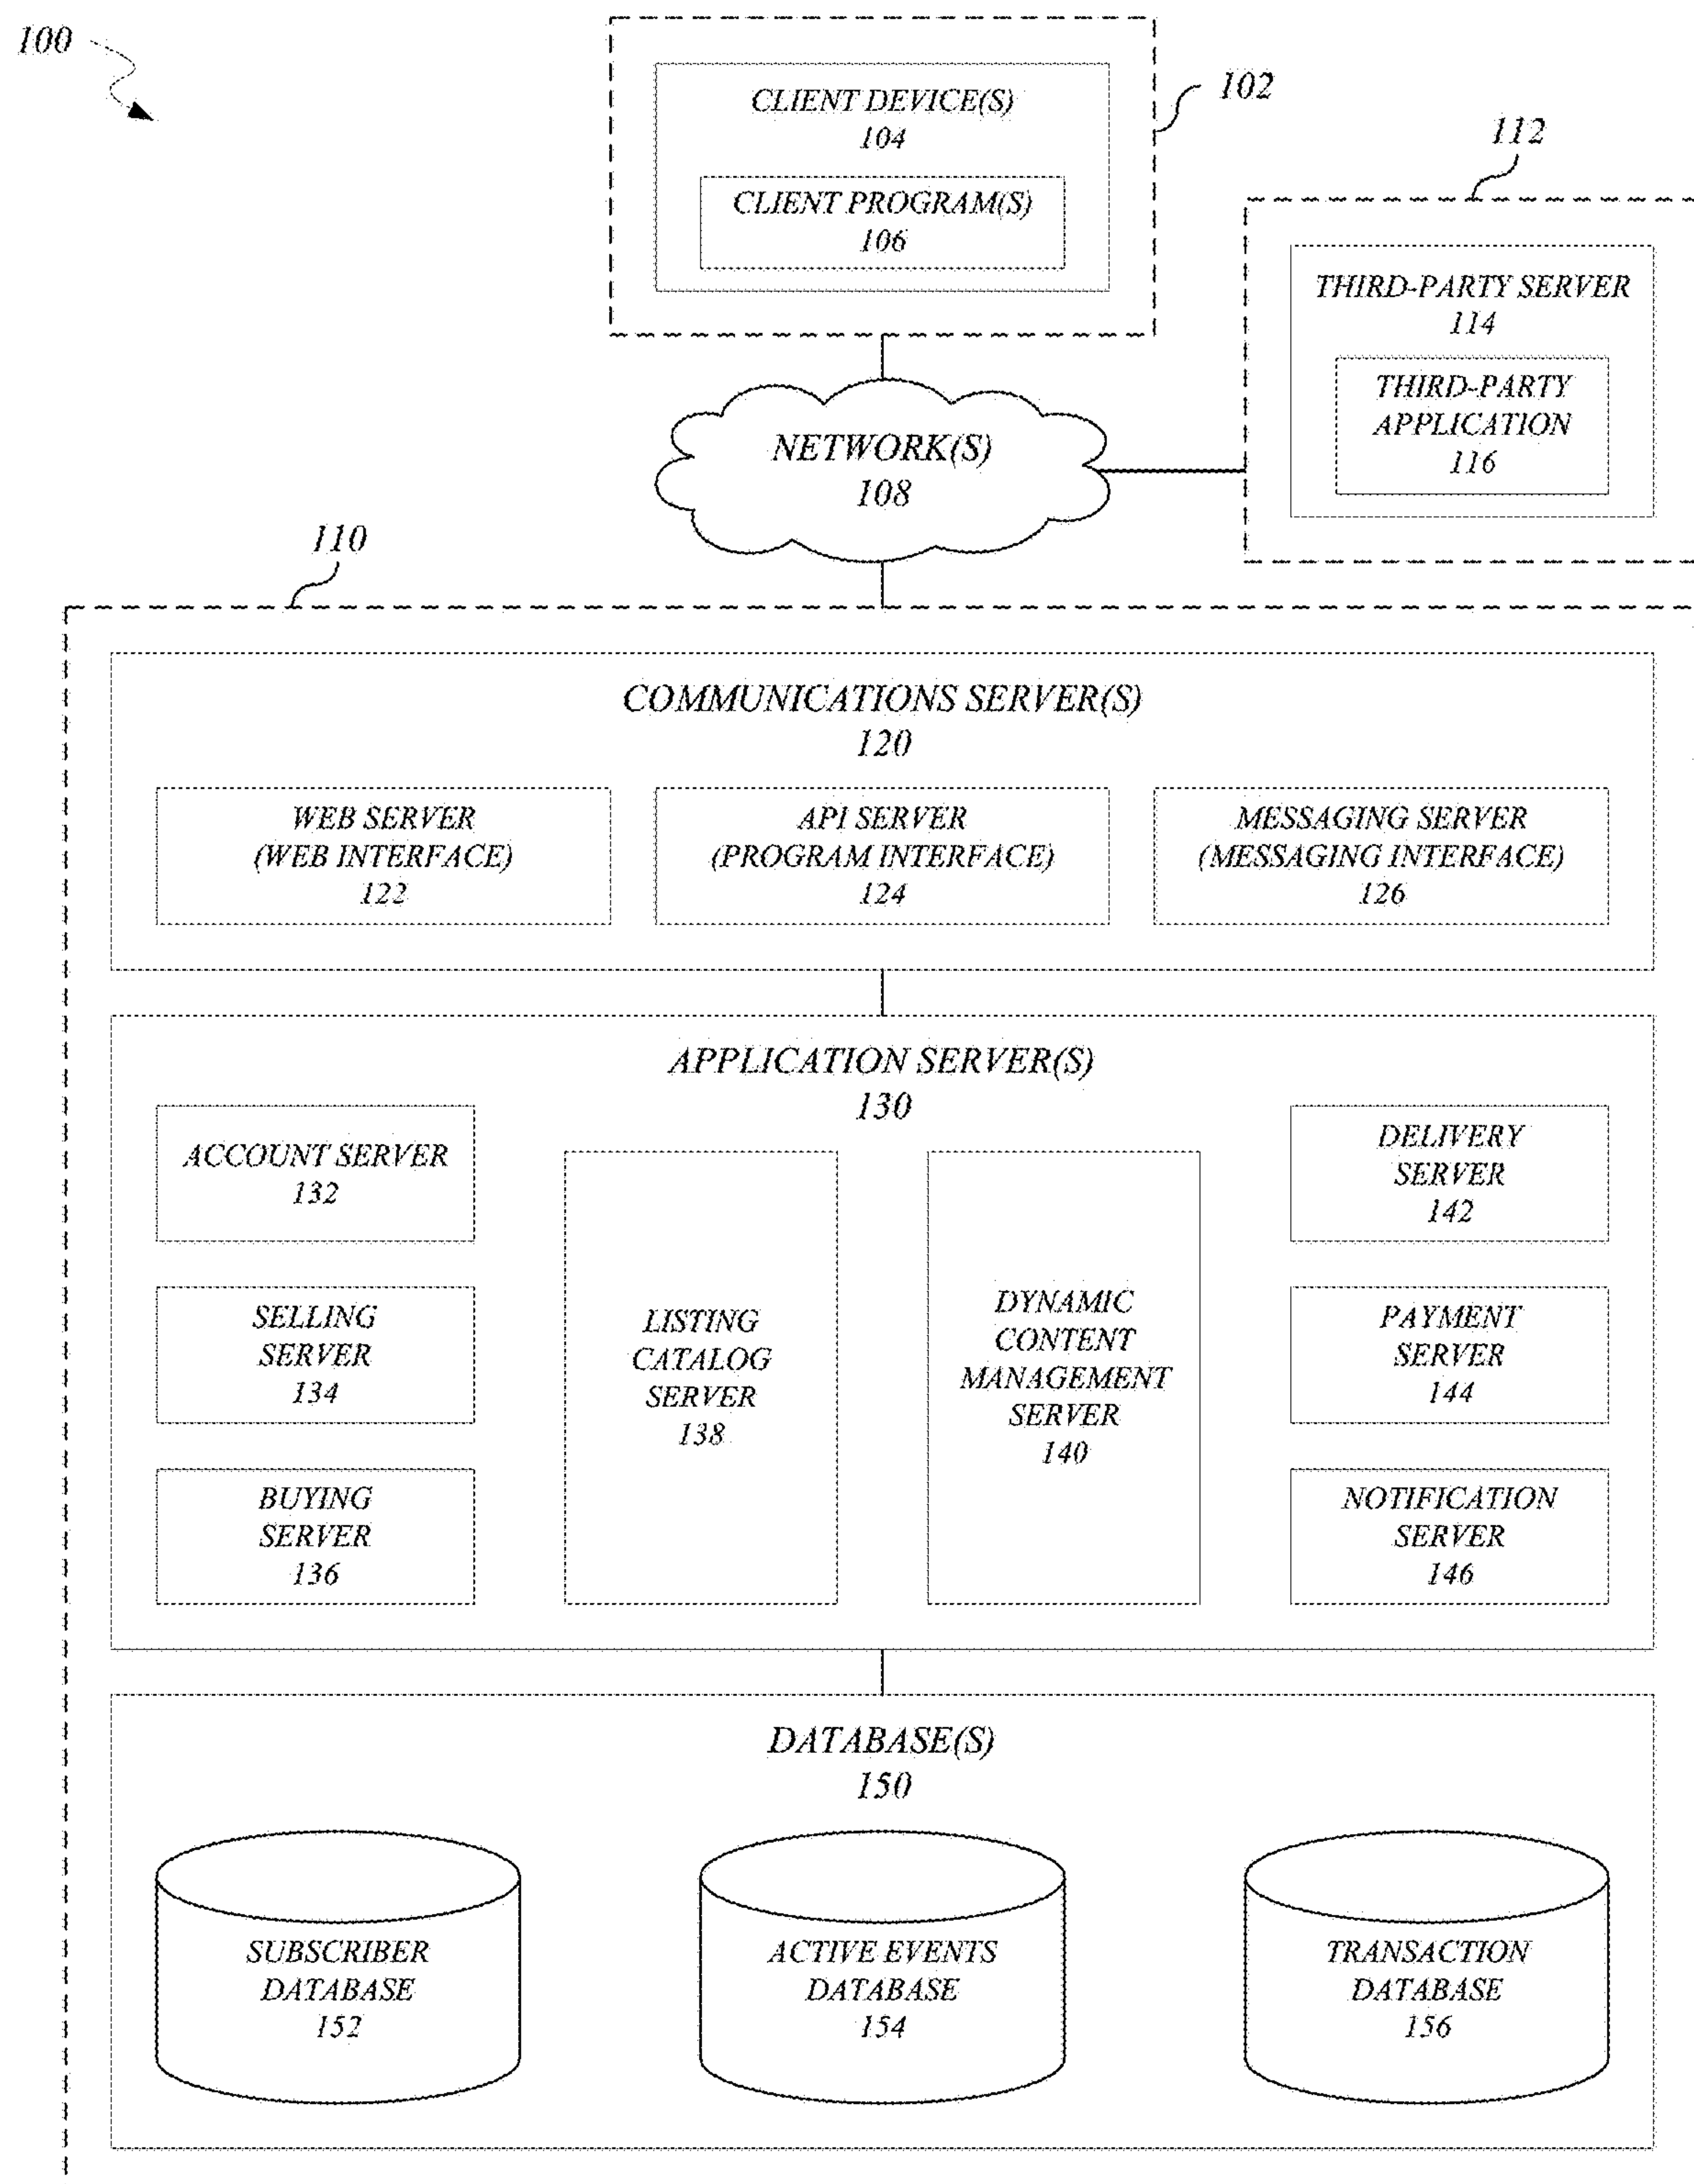 100
CLIENT DEVICE(S)
104
CLIENT PROGRAM(S)
106
102
112
THIRD-PARTY SERVER
114
THIRD-PARTY
APPLICATION
116
NETWORK(S)
108
110
COMMUNICATIONS SERVER(S)
120
WEB SERVER
(WEB INTERFACE)
122
API SERVER
(PROGRAM INTERFACE)
124
MESSAGING SERVER
(MESSAGING INTERFACE)
126
APPLICATION SERVER(S)
130
ACCOUNT SERVER
132
SELLING
SERVER
134
BUYING
SERVER
136
LISTING
CATALOG
SERVER
138
DYNAMIC
CONTENT
MANAGEMENT
SERVER
140
DELIVERY
SERVER
142
PAYMENT
SERVER
144
NOTIFICATION
SERVER
146
DATABASE(S)
150
SUBSCRIBER
DATABASE
152
ACTIVE EVENTS
DATABASE
154
TRANSACTION
DATABASE
156